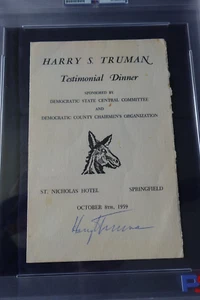 HARRY S. TRUMAN
Testimonial Dinner
SPONSORED BY
DEMOCRATIC STATE CENTRAL COMMITTEE
AND
DEMOCRATIC COUNTY CHAIRMEN'S ORGANIZATION
ST. NICHOLAS HOTEL SPRINGFIELD
OCTOBER 8TH, 1959
Harry S Truman